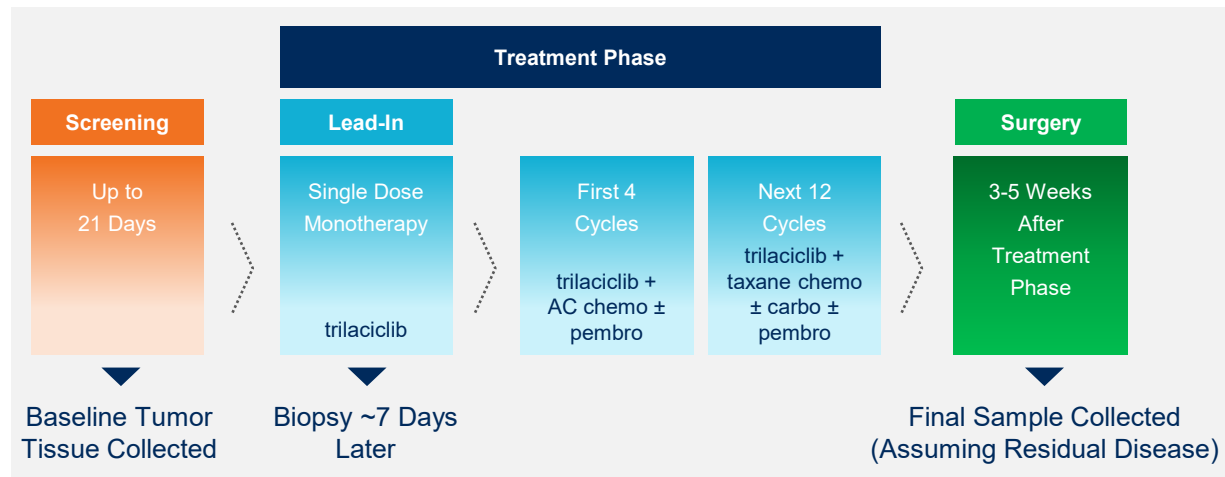 Treatment Phase
Screening
Up to
21 Days
Baseline Tumor
Tissue Collected
Lead-In
Single Dose
Monotherapy
trilaciclib
Biopsy ~7 Days
Later
First 4
Cycles
trilaciclib +
AC chemo ±
pembro
Next 12
Cycles
trilaciclib +
taxane chemo
± carbo ±
pembro
Surgery
3-5 Weeks
After
Treatment
Phase
Final Sample Collected
(Assuming Residual Disease)